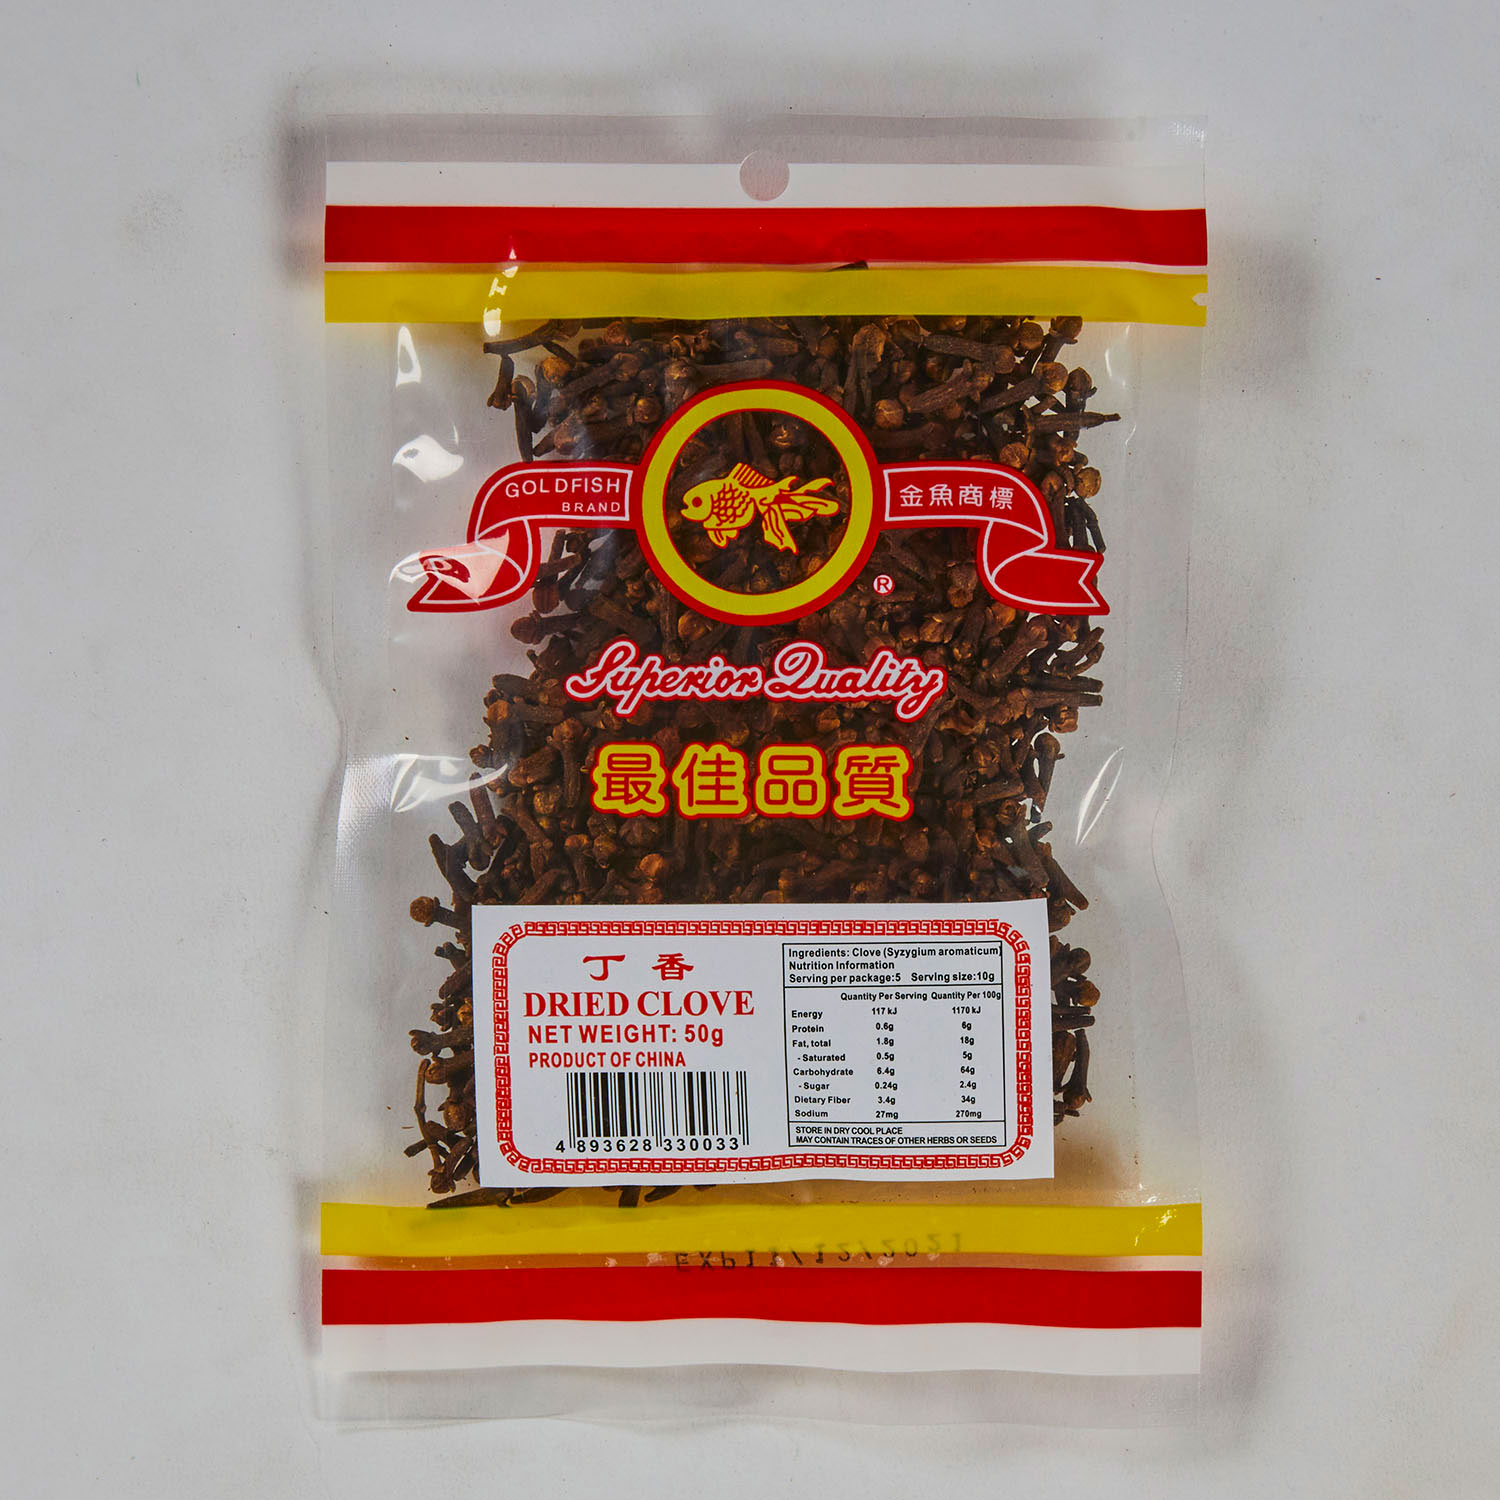 GOLDFISH
BRAND
金魚商標
®
Superior Quality
最佳品質
丁香
DRIED CLOVE
NET WEIGHT: 50g
PRODUCT OF CHINA
4 893628 330033
Ingredients: Clove (Syzygium aromaticum)
Nutrition Information
Serving per package:5 Serving size:10g
Quantity Per Serving Quantity Per 100g
Energy 117 kJ 1170 kJ
Protein 0.6g 6g
Fat, total 1.8g 18g
- Saturated 0.5g 5g
Carbohydrate 6.4g 64g
- Sugar 0.24g 2.4g
Dietary Fiber 3.4g 34g
Sodium 27mg 270mg
STORE IN DRY COOL PLACE
MAY CONTAIN TRACES OF OTHER HERBS OR SEEDS
EXP11/12/2021